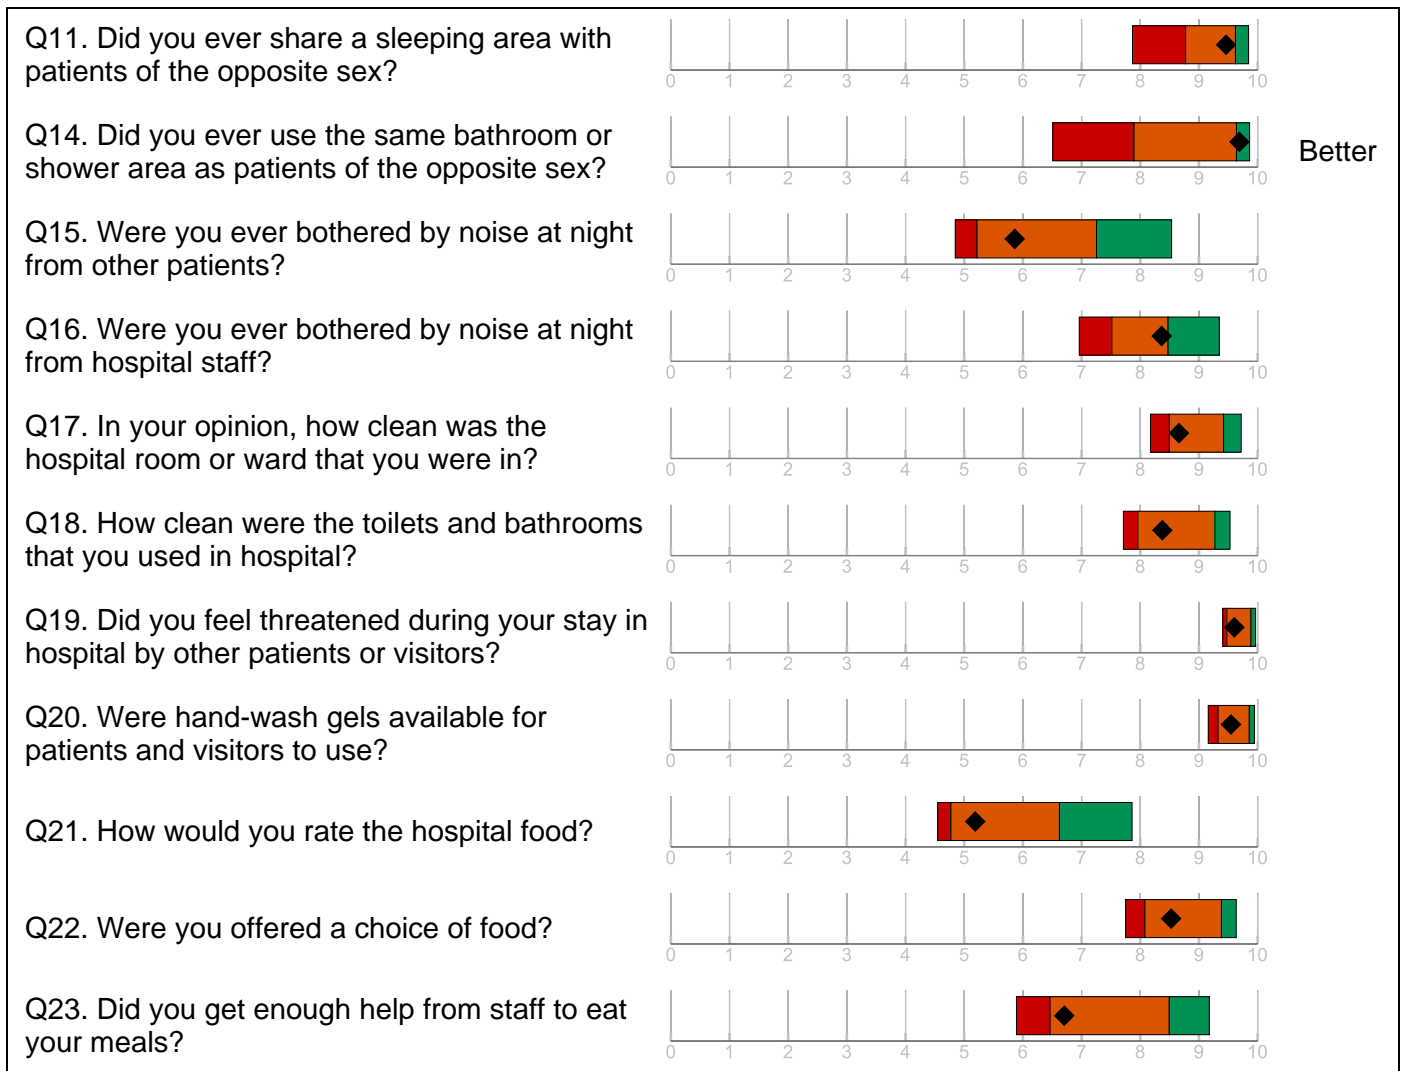 Q11. Did you ever share a sleeping area with
patients of the opposite sex?
0 1 2 3 4 5 6 7 8 9 10
Q14. Did you ever use the same bathroom or
shower area as patients of the opposite sex?
Better
0 1 2 3 4 5 6 7 8 9 10
Q15. Were you ever bothered by noise at night
from other patients?
0 1 2 3 4 5 6 7 8 9 10
Q16. Were you ever bothered by noise at night
from hospital staff?
0 1 2 3 4 5 6 7 8 9 10
Q17. In your opinion, how clean was the
hospital room or ward that you were in?
0 1 2 3 4 5 6 7 8 9 10
Q18. How clean were the toilets and bathrooms
that you used in hospital?
0 1 2 3 4 5 6 7 8 9 10
Q19. Did you feel threatened during your stay in
hospital by other patients or visitors?
0 1 2 3 4 5 6 7 8 9 10
Q20. Were hand-wash gels available for
patients and visitors to use?
0 1 2 3 4 5 6 7 8 9 10
Q21. How would you rate the hospital food?
0 1 2 3 4 5 6 7 8 9 10
Q22. Were you offered a choice of food?
0 1 2 3 4 5 6 7 8 9 10
Q23. Did you get enough help from staff to eat
your meals?
0 1 2 3 4 5 6 7 8 9 10